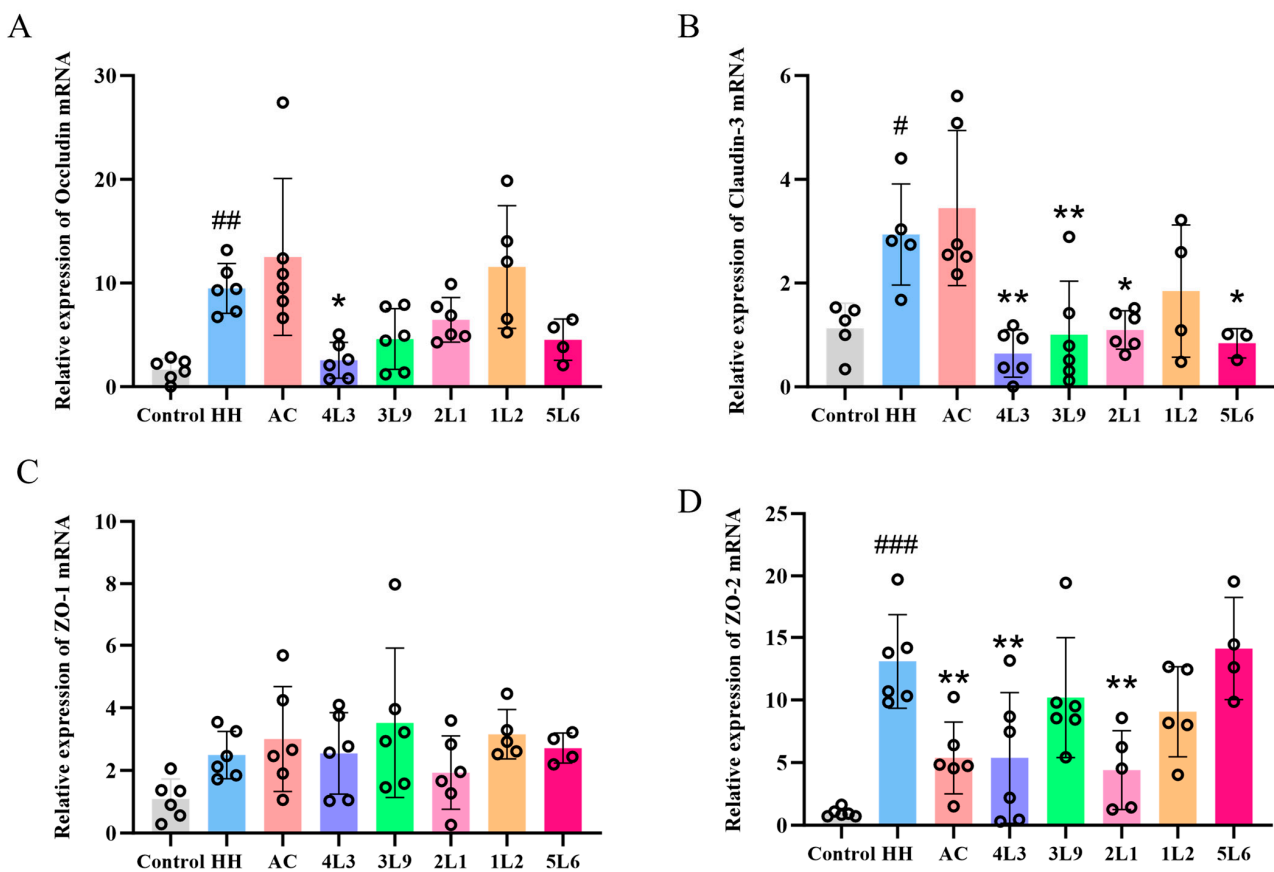 A
Relative expression of Occludin mRNA
30
20
10
0
##
*
Control HH AC 4L3 3L9 2L1 1L2 5L6
B
Relative expression of Claudin-3 mRNA
6
4
2
0
#
**
**
*
*
Control HH AC 4L3 3L9 2L1 1L2 5L6
C
Relative expression of ZO-1 mRNA
10
8
6
4
2
0
Control HH AC 4L3 3L9 2L1 1L2 5L6
D
Relative expression of ZO-2 mRNA
25
20
15
10
5
0
###
**
**
**
Control HH AC 4L3 3L9 2L1 1L2 5L6